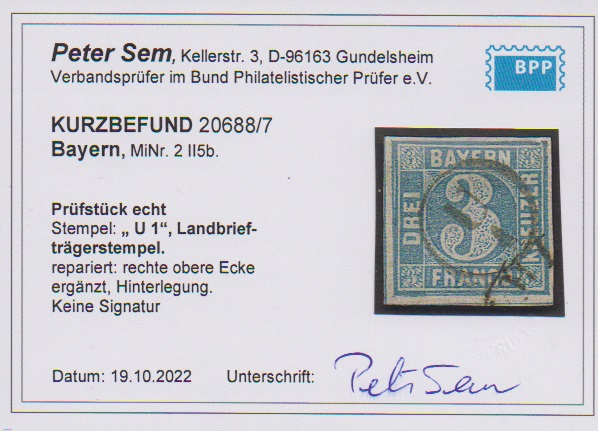 Peter Sem, Kellerstr. 3, D-96163 Gundelsheim
Verbandsprüfer im Bund Philatelistischer Prüfer e.V.
BPP
KURZBEFUND 20688/7
Bayern, MiNr. 2 II5b.
BAYERN
DREI
3
KREUZER
FRANCO
Prüfstück echt
Stempel: „ U 1“, Landbrief-
trägerstempel.
repariert: rechte obere Ecke
ergänzt, Hinterlegung.
Keine Signatur
Datum: 19.10.2022 Unterschrift: Peter Sem